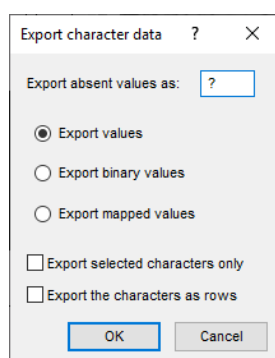 Export character data ?
Export absent values as: ?
Export values
Export binary values
Export mapped values
Export selected characters only
Export the characters as rows
OK Cancel